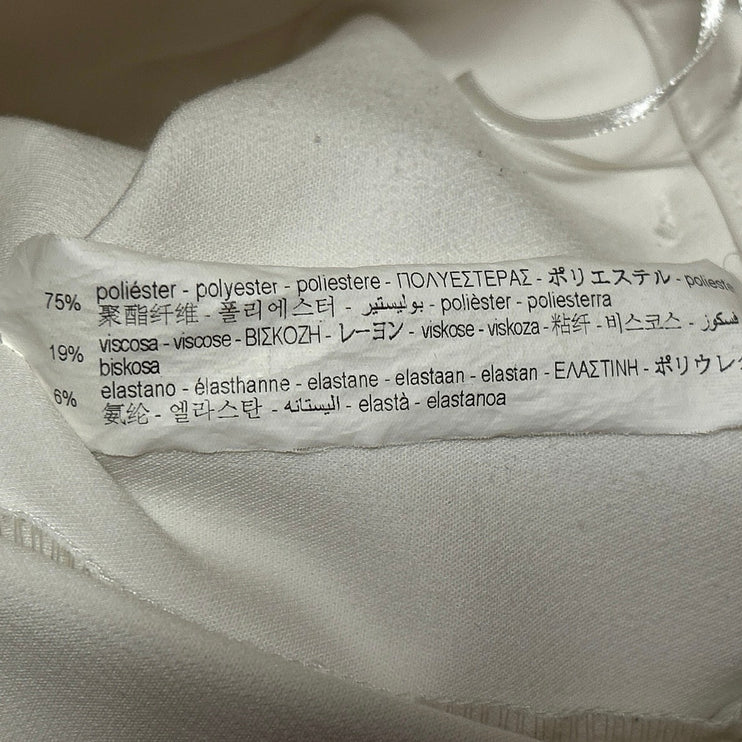 75% poliéster - polyester - poliestere - ΠΟΛΥΕΣΤΕΡΑΣ - ポリエステル - polieste
聚酯纤维 - 폴리에스터 - بوليستير - polièster - poliesterra
19% viscosa - viscose - ΒΙΣΚΟΖΗ - レーヨン - viskose - viskoza - 粘纤 - 비스코스 - فسكوز
biskosa
6% elastano - élasthanne - elastane - elastaan - elastan - ΕΛΑΣΤΙΝΗ - ポリウレ
氨纶 - 엘라스탄 - اليستانه - elastà - elastanoa